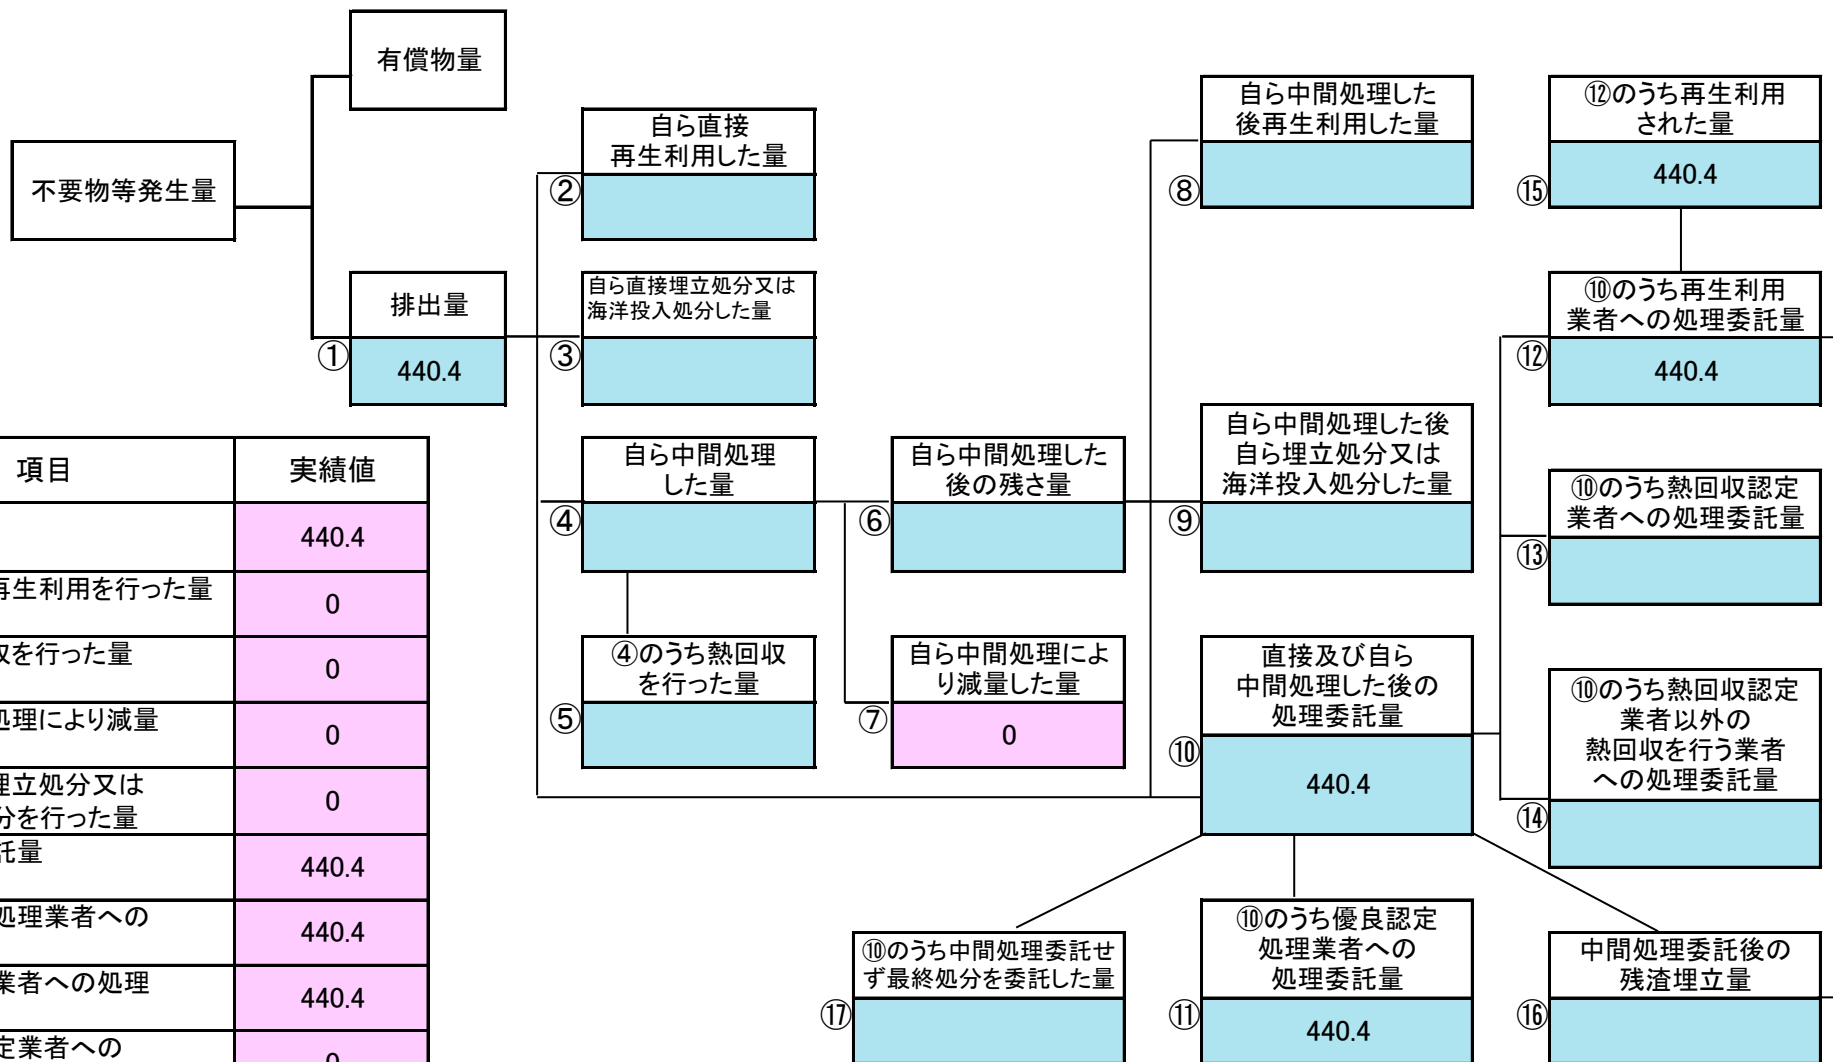 有償物量
不要物等発生量
排出量
①
440.4
自ら直接
再生利用した量
②
自ら直接埋立処分又は
海洋投入処分した量
③
自ら中間処理
した量
④
④のうち熱回収
を行った量
⑤
自ら中間処理した
後の残さ量
⑥
自ら中間処理によ
り減量した量
⑦
0
自ら中間処理した
後再生利用した量
⑧
自ら中間処理した後
自ら埋立処分又は
海洋投入処分した量
⑨
直接及び自ら
中間処理した後の
処理委託量
⑩
440.4
⑫のうち再生利用
された量
⑮
440.4
⑩のうち再生利用
業者への処理委託量
⑫
440.4
⑩のうち熱回収認定
業者への処理委託量
⑬
⑩のうち熱回収認定
業者以外の
熱回収を行う業者
への処理委託量
⑭
⑩のうち中間処理委託せ
ず最終処分を委託した量
⑰
⑩のうち優良認定
処理業者への
処理委託量
⑪
440.4
中間処理委託後の
残渣埋立量
⑯
項目
実績値
440.4
再生利用を行った量
0
収を行った量
0
処理により減量
0
埋立処分又は
分を行った量
0
託量
440.4
処理業者への
440.4
業者への処理
440.4
定業者への
0